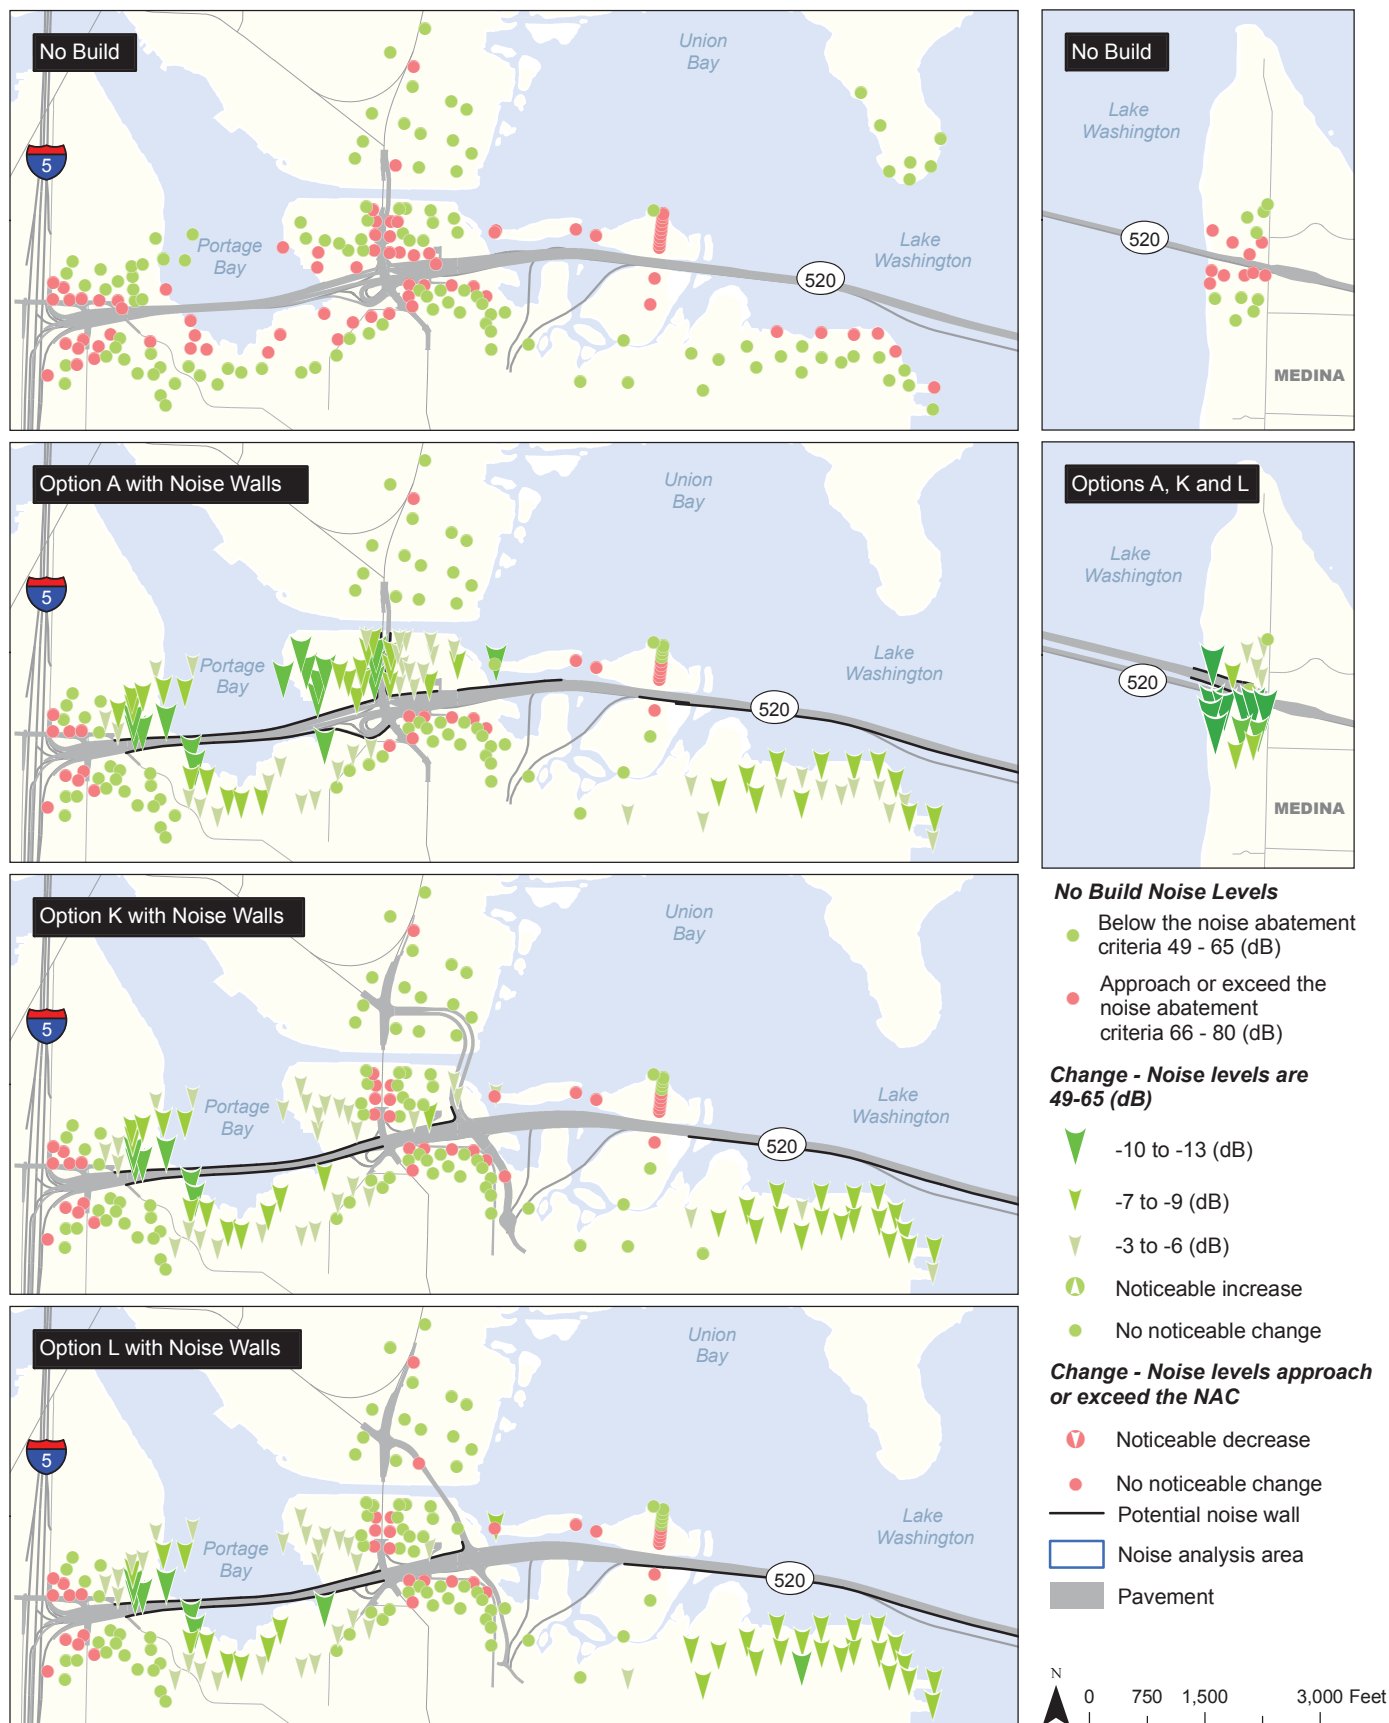 No Build
Union
Bay
5
Portage
Bay
Lake
Washington
520
No Build
Lake
Washington
520
MEDINA
Option A with Noise Walls
Union
Bay
5
Portage
Bay
Lake
Washington
520
Options A, K and L
Lake
Washington
520
MEDINA
Option K with Noise Walls
Union
Bay
5
Portage
Bay
Lake
Washington
520
Option L with Noise Walls
Union
Bay
5
Portage
Bay
Lake
Washington
520
No Build Noise Levels
Below the noise abatement
criteria 49 - 65 (dB)
Approach or exceed the
noise abatement
criteria 66 - 80 (dB)
Change - Noise levels are
49-65 (dB)
-10 to -13 (dB)
-7 to -9 (dB)
-3 to -6 (dB)
Noticeable increase
No noticeable change
Change - Noise levels approach
or exceed the NAC
Noticeable decrease
No noticeable change
Potential noise wall
Noise analysis area
Pavement
N
0 750 1,500 3,000 Feet